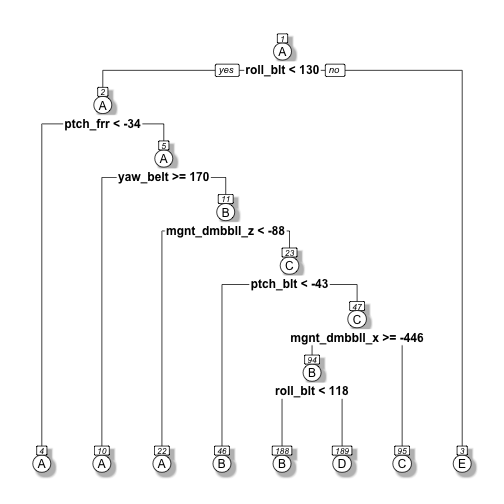 1
A
yes roll_blt < 130 no
2
A
ptch_frr < -34
5
A
yaw_belt >= 170
11
B
mgnt_dmbbll_z < -88
23
C
ptch_blt < -43
47
C
mgnt_dmbbll_x >= -446
94
B
roll_blt < 118
4 10 22 46 188 189 95 3
A A A B B D C E